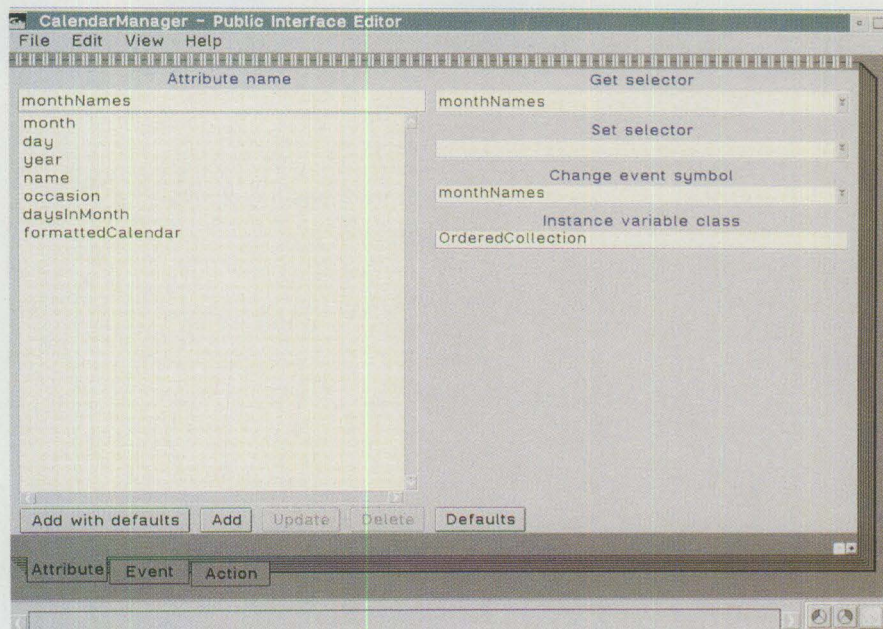 CalendarManager - Public Interface Editor
File Edit View Help
Attribute name
monthNames
month
day
year
name
occasion
daysInMonth
formattedCalendar
Get selector
monthNames
Set selector
Change event symbol
monthNames
Instance variable class
OrderedCollection
Add with defaults Add Update Delete Defaults
Attribute Event Action